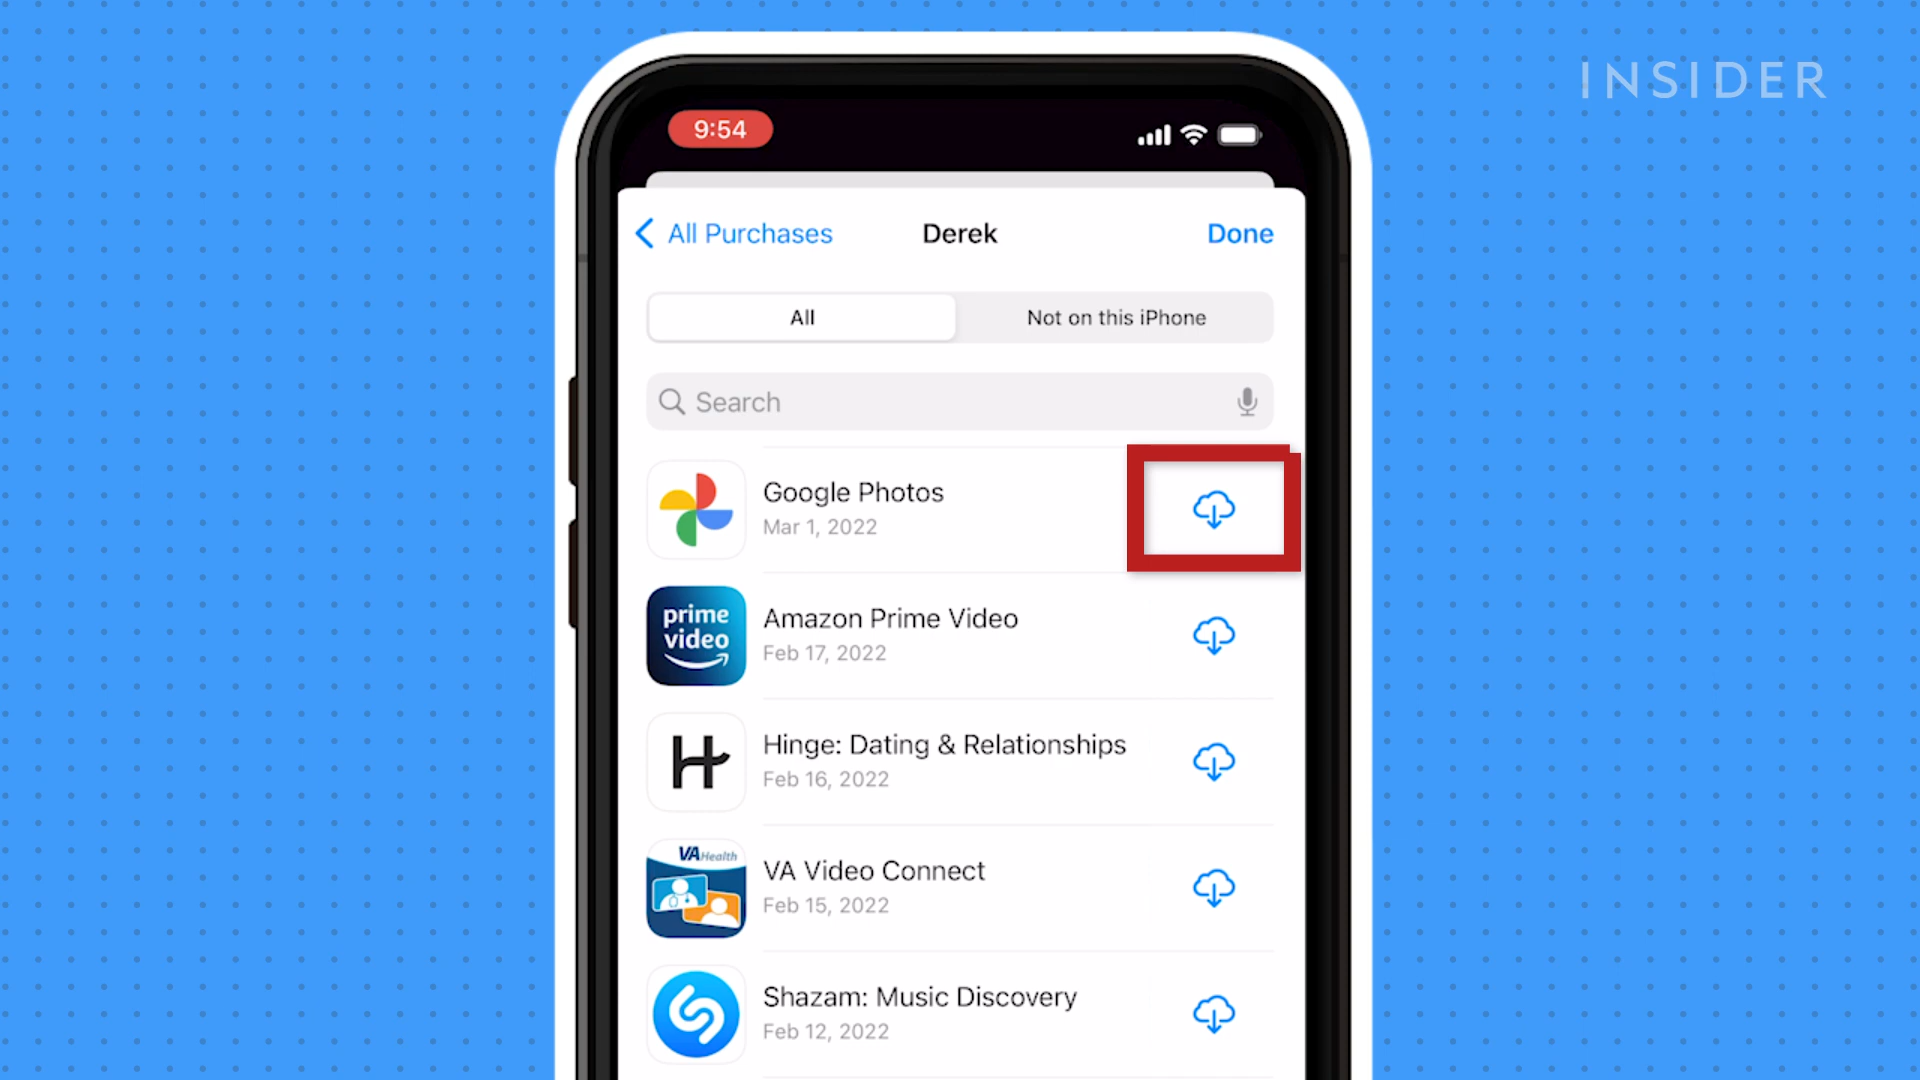 INSIDER
9:54
All Purchases Derek Done
All Not on this iPhone
Search
Google Photos
Mar 1, 2022
prime
video
Amazon Prime Video
Feb 17, 2022
H
Hinge: Dating & Relationships
Feb 16, 2022
VA Health
VA Video Connect
Feb 15, 2022
Shazam: Music Discovery
Feb 12, 2022